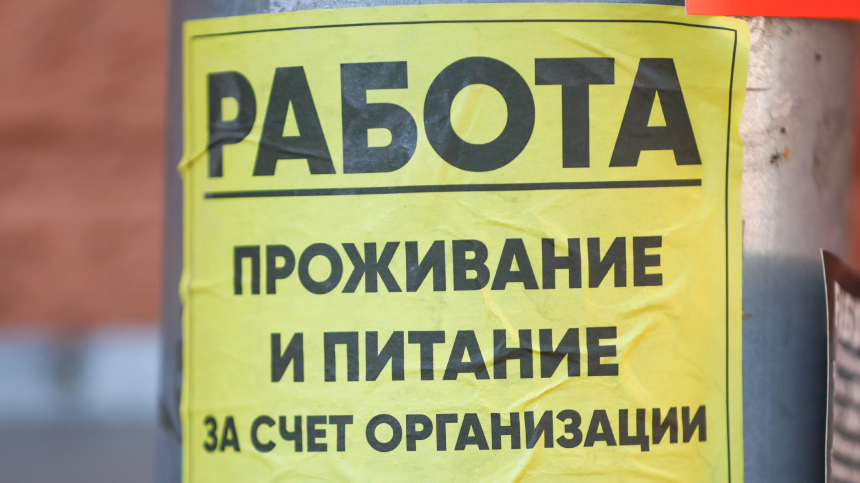 РАБОТА
ПРОЖИВАНИЕ
И ПИТАНИЕ
ЗА СЧЕТ ОРГАНИЗАЦИИ